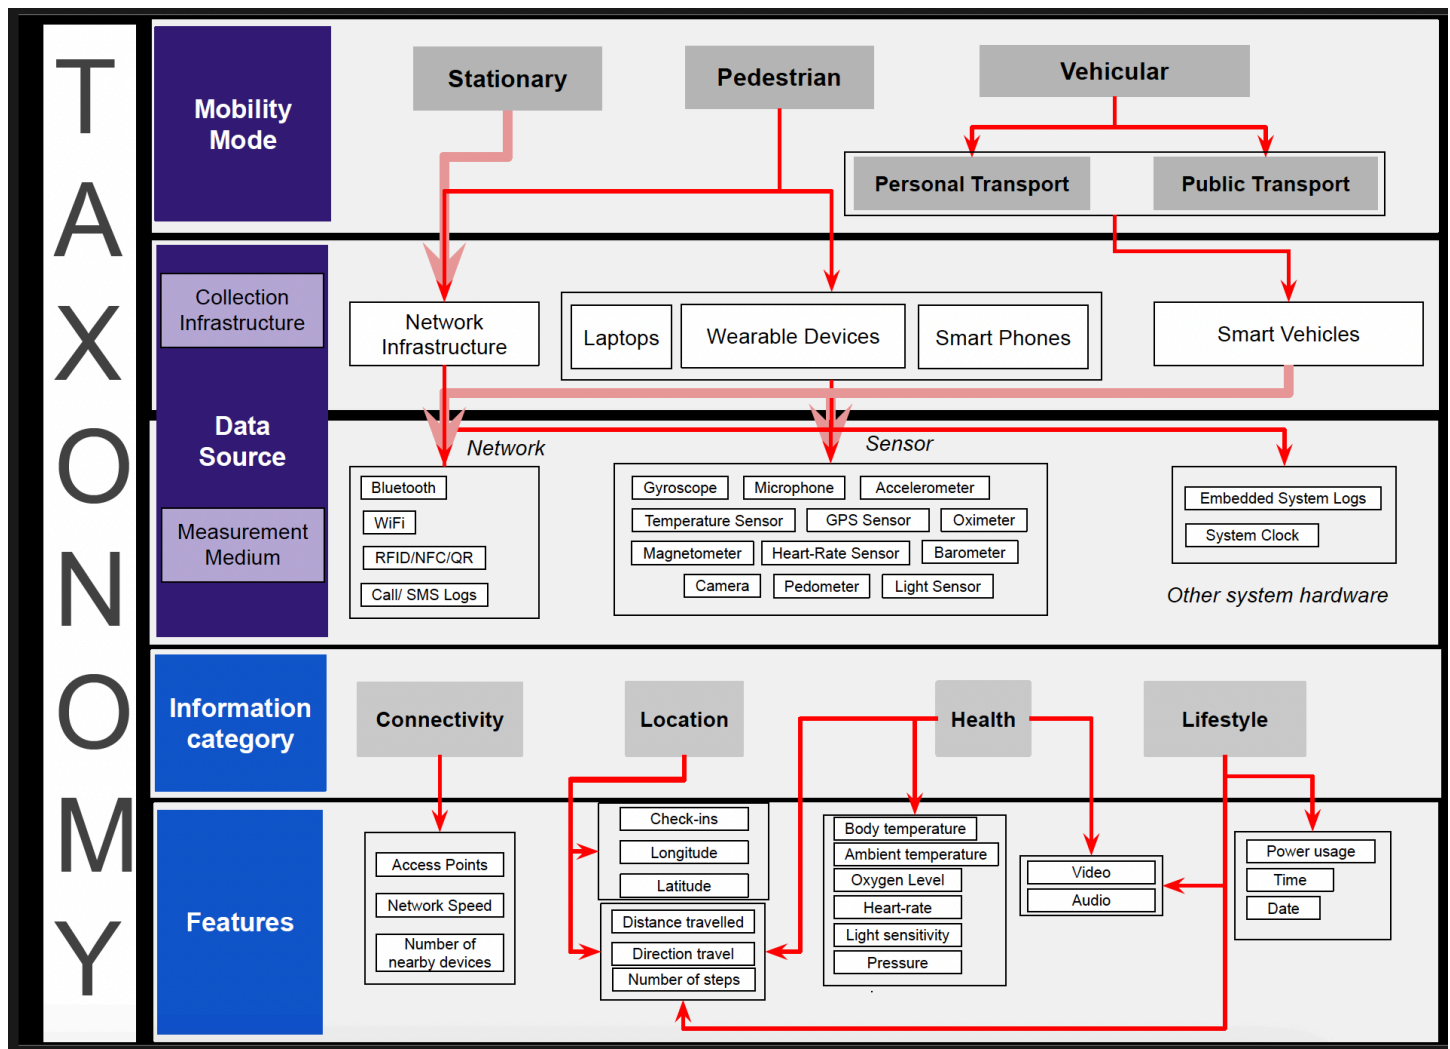 TAXONOMY
Mobility
Mode
Stationary
Pedestrian
Vehicular
Personal Transport
Public Transport
Collection
Infrastructure
Data
Source
Measurement
Medium
Network
Infrastructure
Laptops
Wearable Devices
Smart Phones
Smart Vehicles
Network
Bluetooth
WiFi
RFID/NFC/QR
Call/ SMS Logs
Sensor
Gyroscope
Microphone
Accelerometer
Temperature Sensor
GPS Sensor
Oximeter
Magnetometer
Heart-Rate Sensor
Barometer
Camera
Pedometer
Light Sensor
Embedded System Logs
System Clock
Other system hardware
Information
category
Connectivity
Location
Health
Lifestyle
Features
Access Points
Network Speed
Number of
nearby devices
Check-ins
Longitude
Latitude
Distance travelled
Direction travel
Number of steps
Body temperature
Ambient temperature
Oxygen Level
Heart-rate
Light sensitivity
Pressure
Video
Audio
Power usage
Time
Date